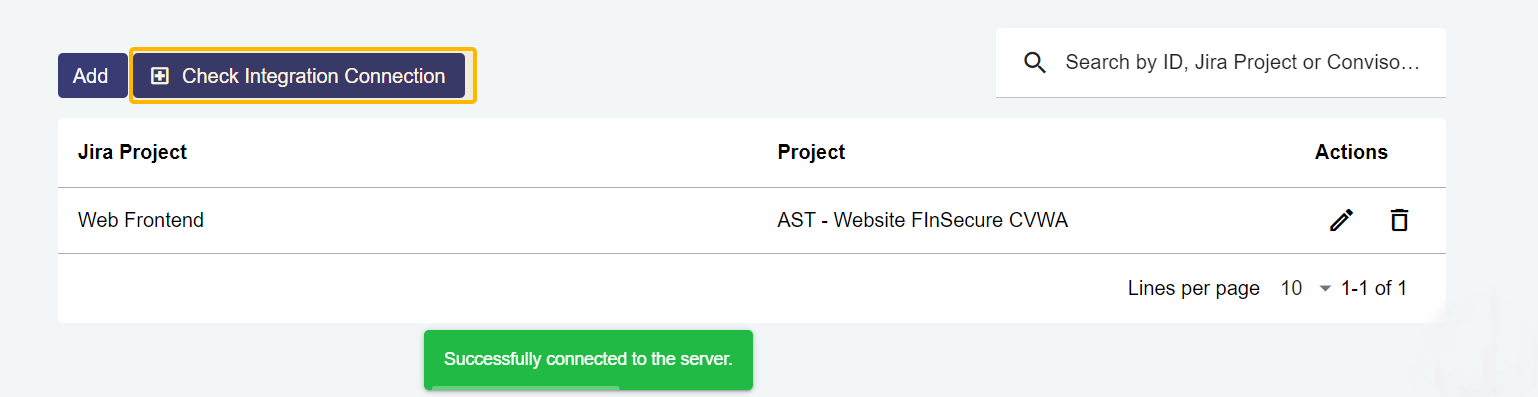 Add
Check Integration Connection
Search by ID, Jira Project or Conviso…
Jira Project Project Actions
Web Frontend AST - Website FInSecure CVWA
Lines per page 10 1-1 of 1
Successfully connected to the server.